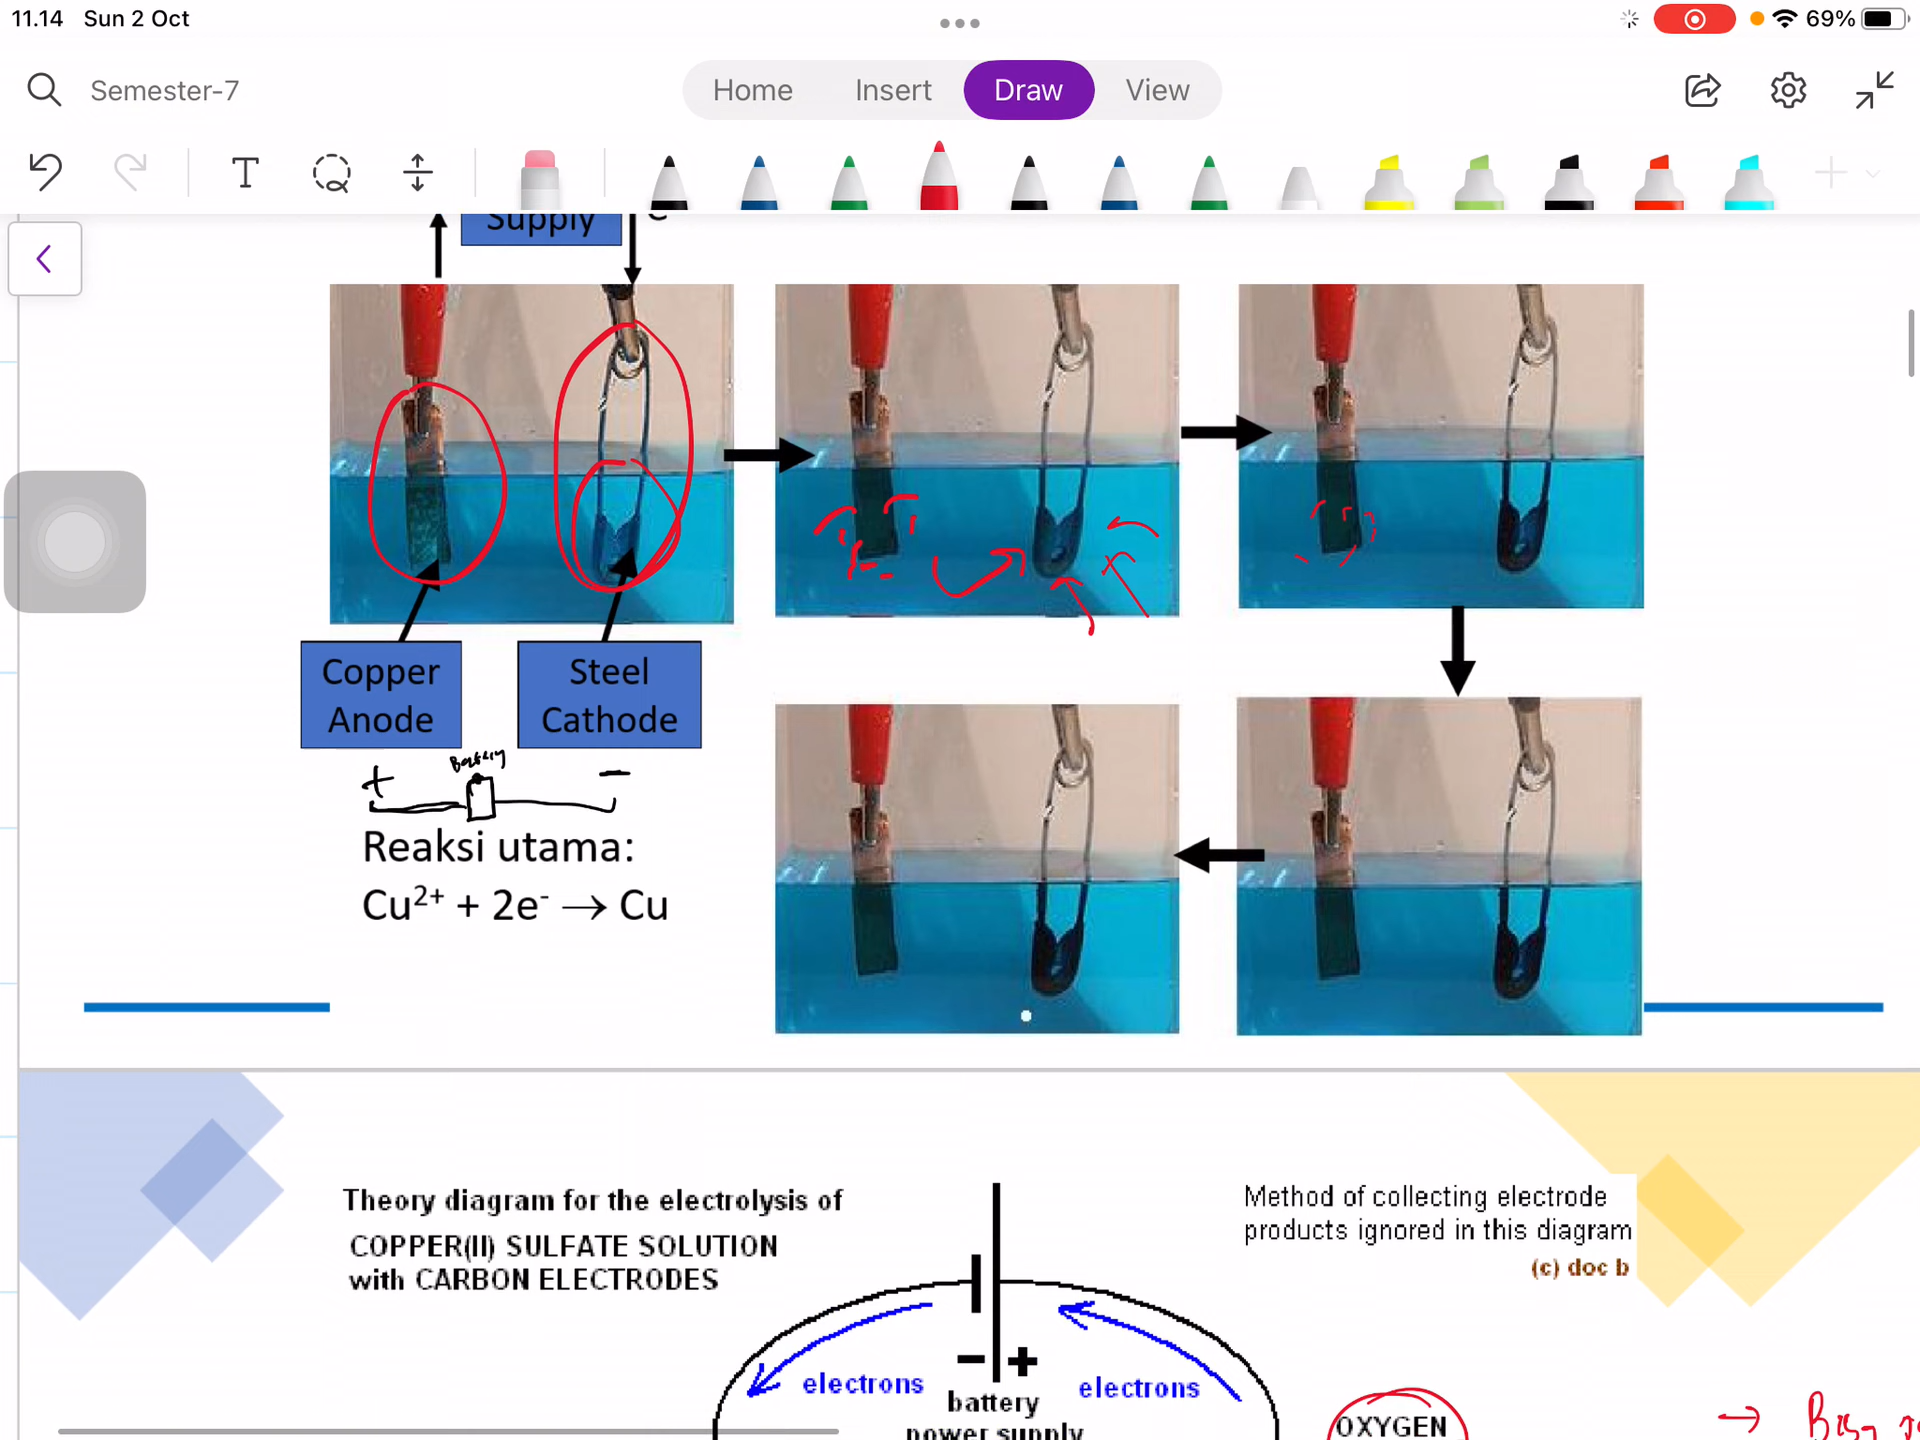 11.14 Sun 2 Oct
69%
Semester-7
Home Insert Draw View
T
Supply
Copper
Anode
Steel
Cathode
Battery
+ −
Reaksi utama:
Cu²⁺ + 2e⁻ → Cu
Theory diagram for the electrolysis of
COPPER(II) SULFATE SOLUTION
with CARBON ELECTRODES
Method of collecting electrode
products ignored in this diagram
(c) doc b
− +
electrons
electrons
battery
power supply
OXYGEN